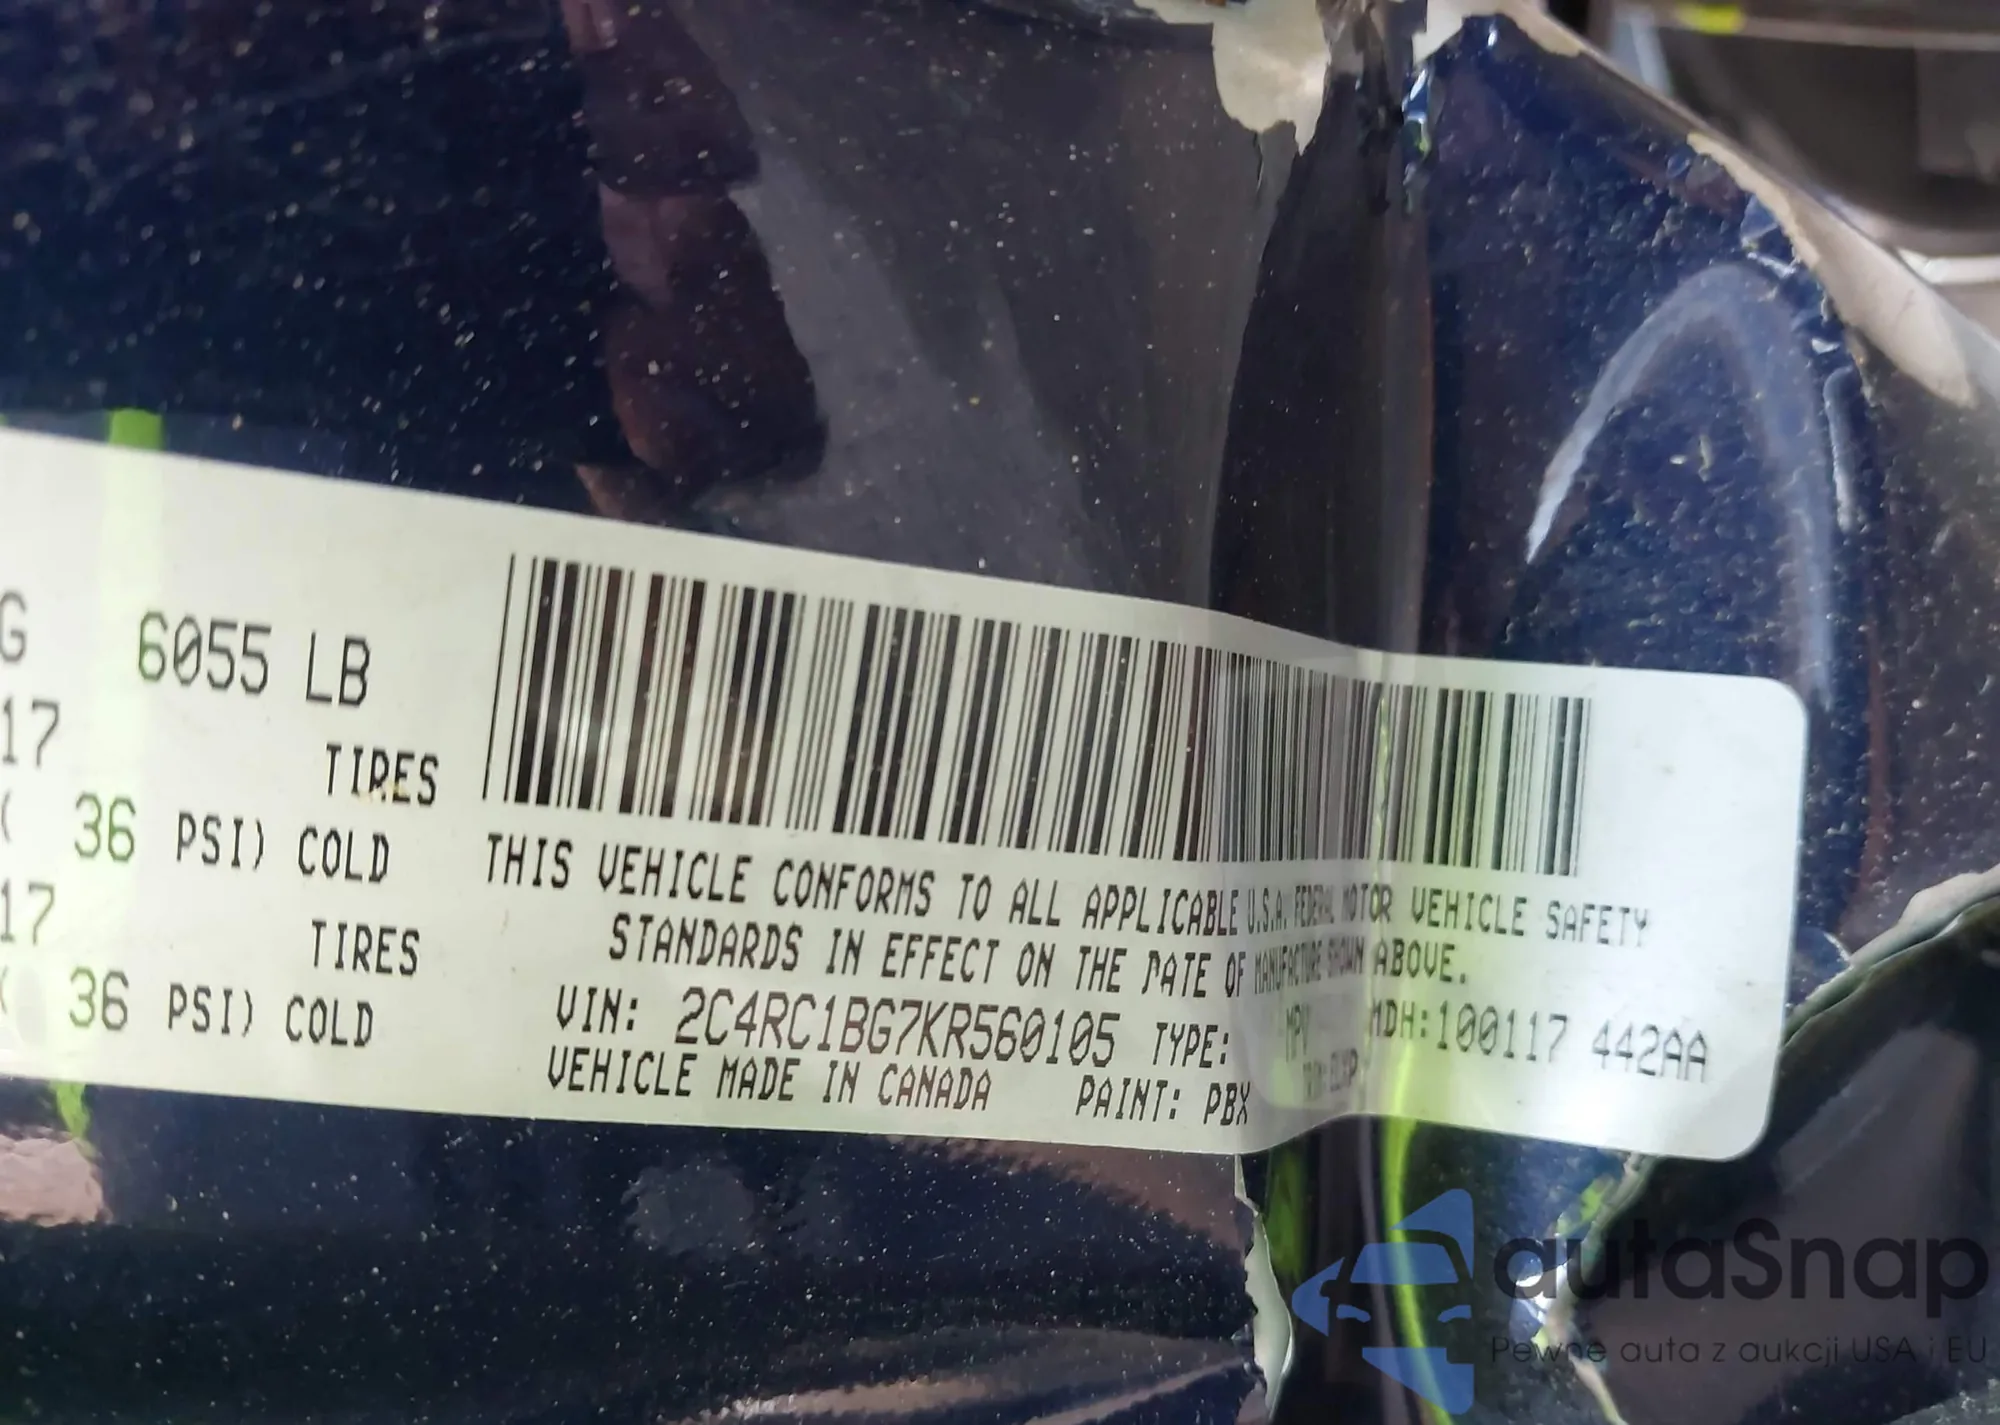 G 6055 LB
17 TIRES
( 36 PSI) COLD
17 TIRES
( 36 PSI) COLD
THIS VEHICLE CONFORMS TO ALL APPLICABLE U.S.A. FEDERAL MOTOR VEHICLE SAFETY
STANDARDS IN EFFECT ON THE DATE OF MANUFACTURE SHOWN ABOVE.
VIN: 2C4RC1BG7KR560105 TYPE: MPV MDH:100117 442AA
VEHICLE MADE IN CANADA PAINT: PBX
autaSnap
Pewne auta z aukcji USA i EU